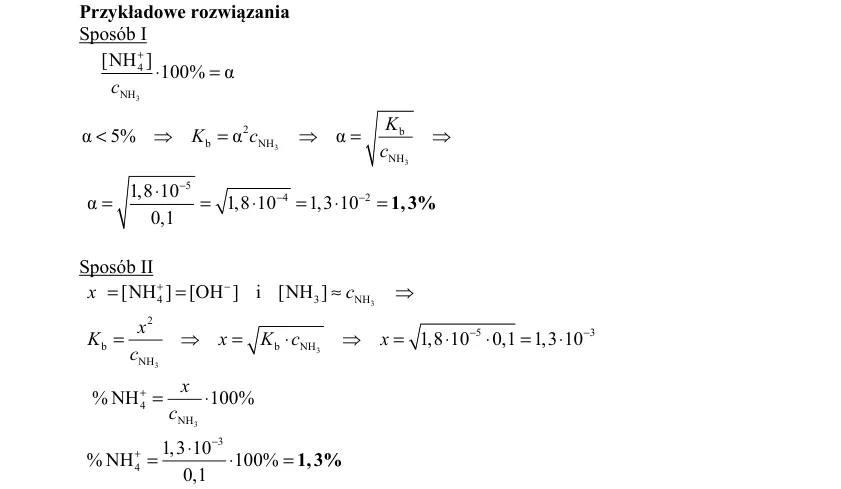 Przykładowe rozwiązania
Sposób I
[NH₄⁺] / c_NH₃ · 100% = α
α < 5% ⇒ K_b = α²c_NH₃ ⇒ α = √(K_b / c_NH₃) ⇒
α = √(1,8·10⁻⁵ / 0,1) = √(1,8·10⁻⁴) = 1,3·10⁻² = 1,3%
Sposób II
x = [NH₄⁺] = [OH⁻] i [NH₃] ≈ c_NH₃ ⇒
K_b = x² / c_NH₃ ⇒ x = √(K_b · c_NH₃) ⇒ x = √(1,8·10⁻⁵ · 0,1) = 1,3·10⁻³
% NH₄⁺ = x / c_NH₃ · 100%
% NH₄⁺ = 1,3·10⁻³ / 0,1 · 100% = 1,3%